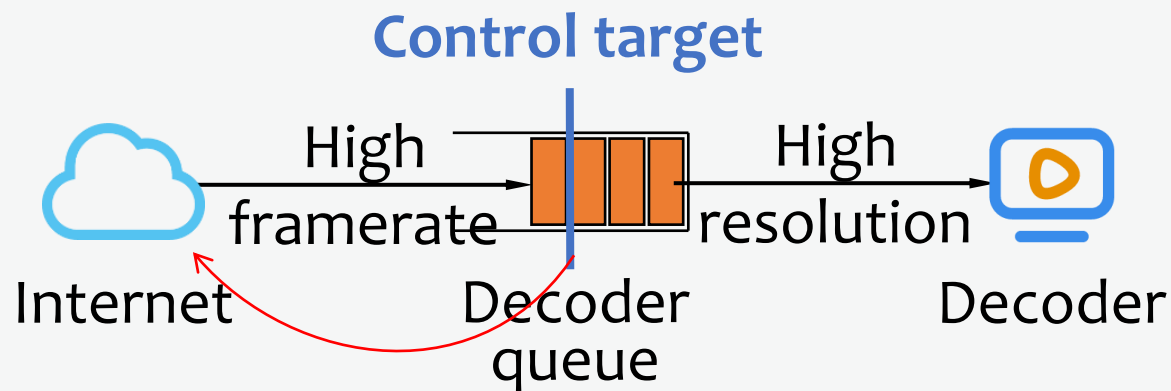 Control target
High
framerate
High
resolution
Internet
Decoder
queue
Decoder